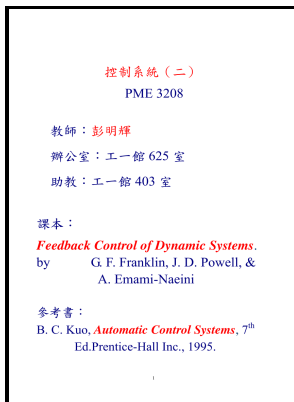 控制系統（二）
PME 3208
教師：彭明輝
辦公室：工一館 625 室
助教：工一館 403 室
課本：
Feedback Control of Dynamic Systems.
by G. F. Franklin, J. D. Powell, &
A. Emami-Naeini
參考書：
B. C. Kuo, Automatic Control Systems, 7th
Ed.Prentice-Hall Inc., 1995.
1